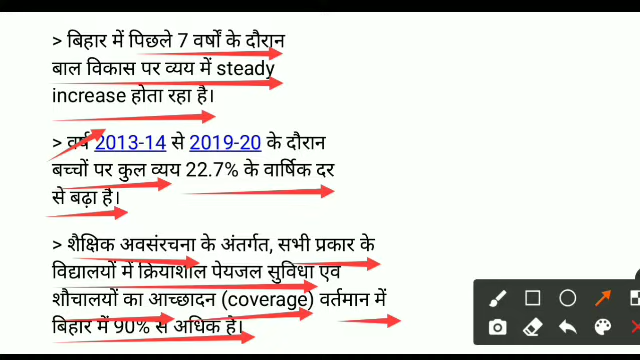 > बिहार में पिछले 7 वर्षों के दौरान
बाल विकास पर व्यय में steady
increase होता रहा है।
> वर्ष 2013-14 से 2019-20 के दौरान
बच्चों पर कुल व्यय 22.7% के वार्षिक दर
से बढ़ा है।
> शैक्षिक अवसंरचना के अंतर्गत, सभी प्रकार के
विद्यालयों में क्रियाशील पेयजल सुविधा एवं
शौचालयों का आच्छादन (coverage) वर्तमान में
बिहार में 90% से अधिक है।